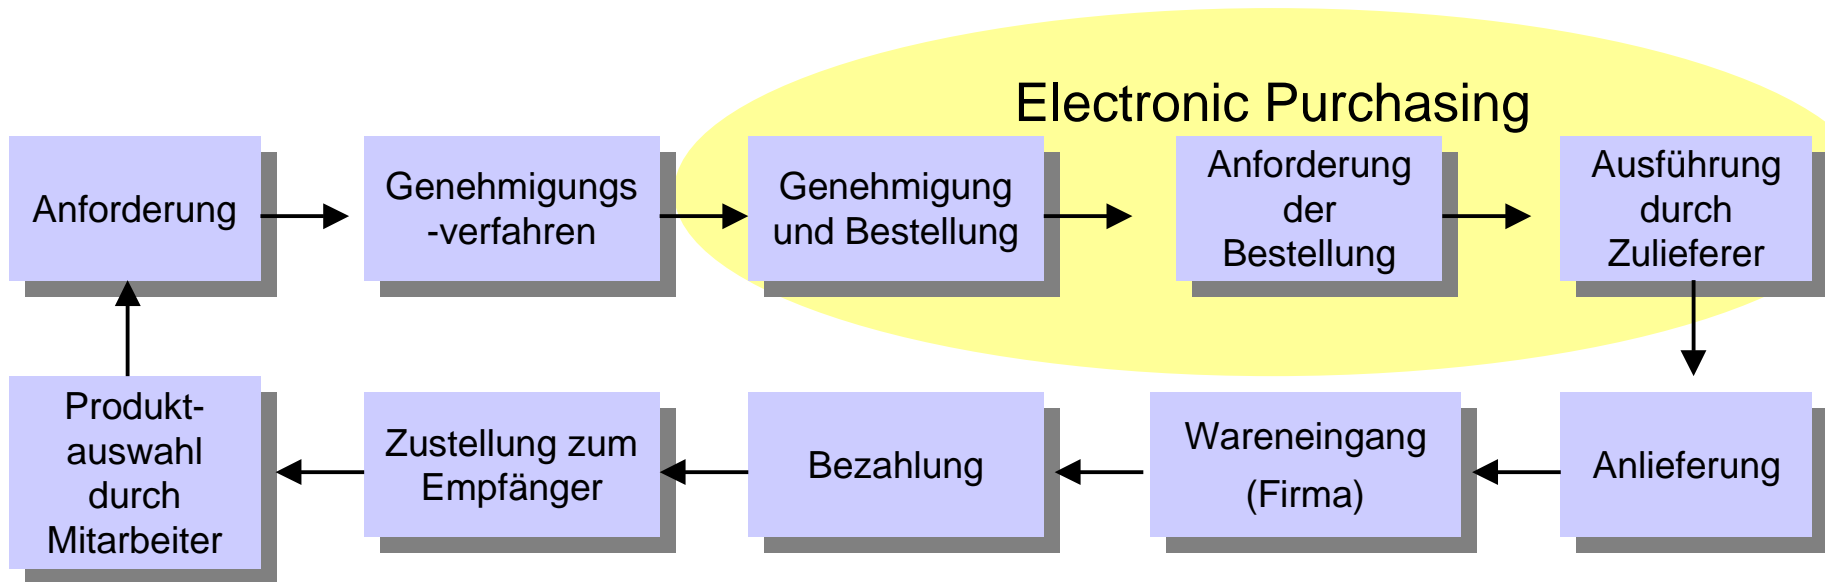 Electronic Purchasing
Anforderung
Genehmigungs
-verfahren
Genehmigung
und Bestellung
Anforderung
der
Bestellung
Ausführung
durch
Zulieferer
Produkt-
auswahl
durch
Mitarbeiter
Zustellung zum
Empfänger
Bezahlung
Wareneingang
(Firma)
Anlieferung